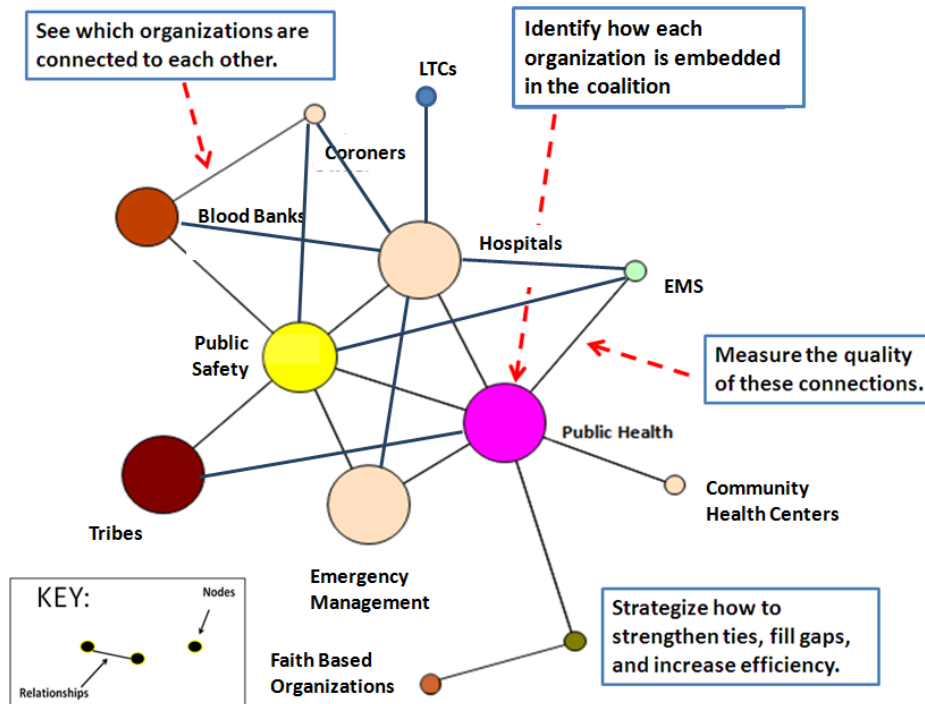 See which organizations are
connected to each other.
Identify how each
organization is embedded
in the coalition
LTCs
Coroners
Blood Banks
Hospitals
EMS
Public
Safety
Measure the quality
of these connections.
Public Health
Community
Health Centers
Tribes
Emergency
Management
Strategize how to
strengthen ties, fill gaps,
and increase efficiency.
Faith Based
Organizations
KEY:
Nodes
Relationships